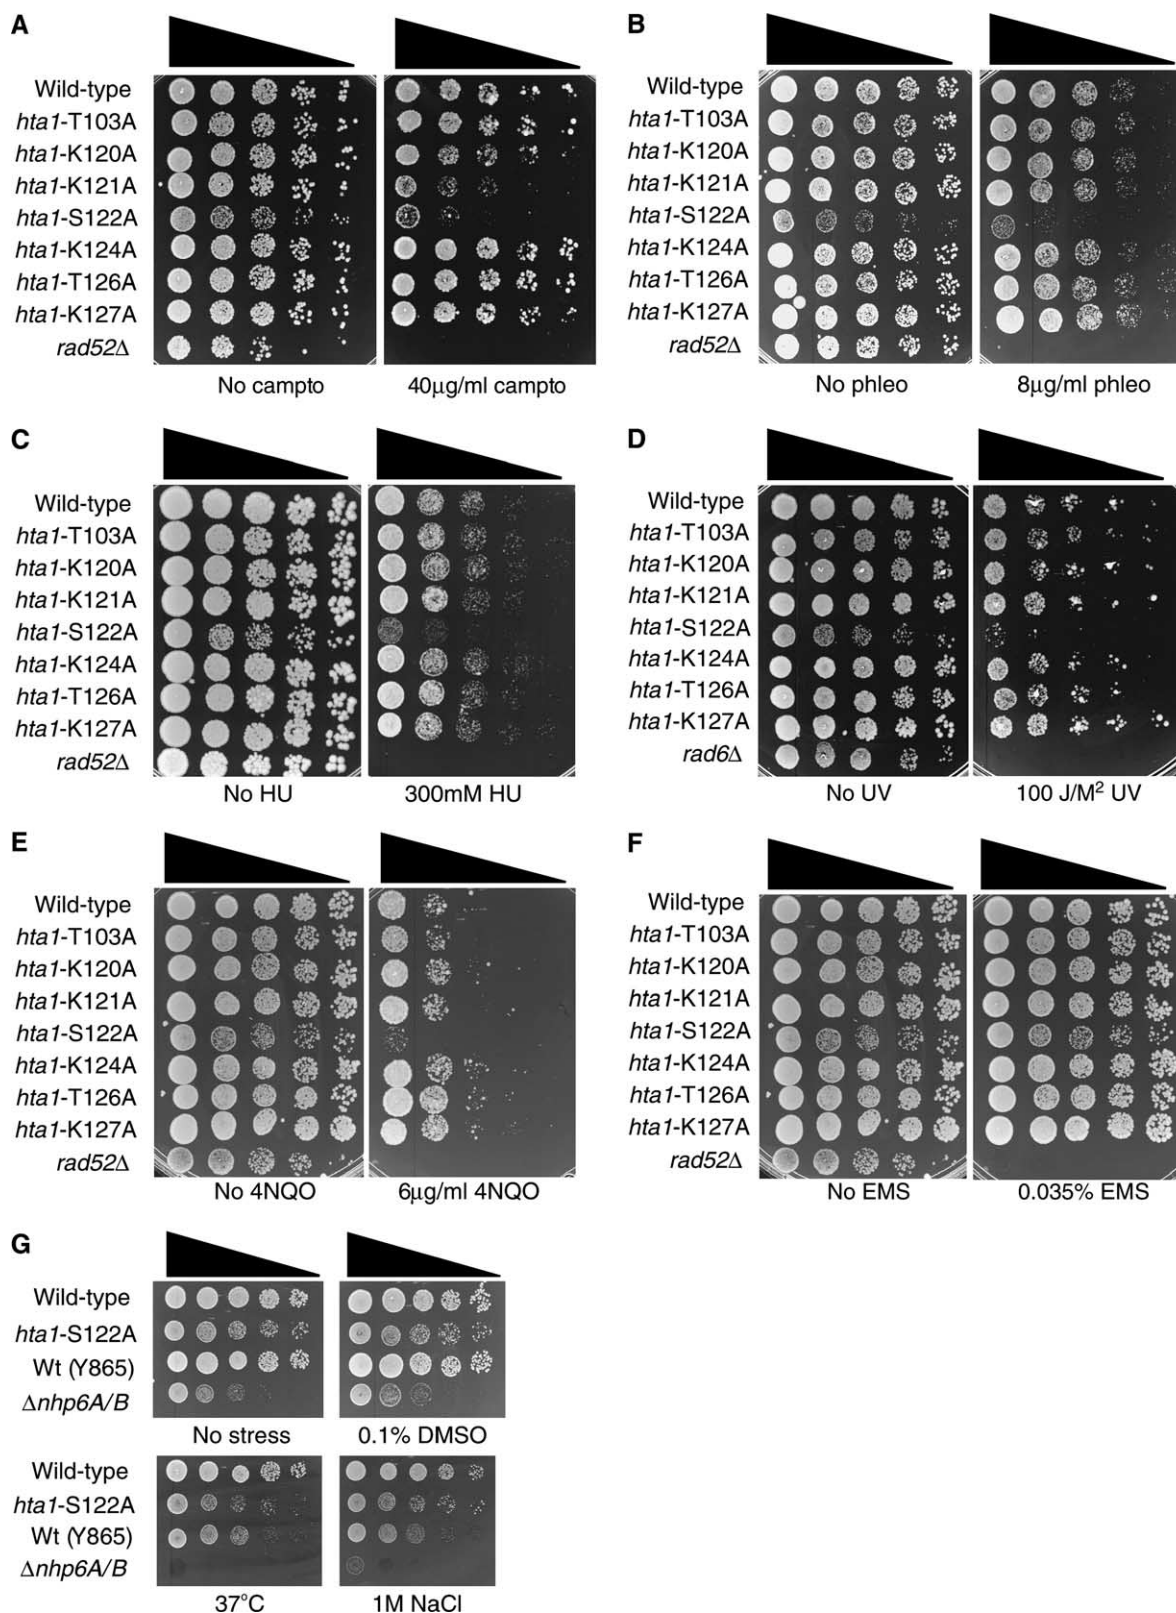 A
Wild-type
hta1-T103A
hta1-K120A
hta1-K121A
hta1-S122A
hta1-K124A
hta1-T126A
hta1-K127A
rad52Δ
No campto
40μg/ml campto
B
Wild-type
hta1-T103A
hta1-K120A
hta1-K121A
hta1-S122A
hta1-K124A
hta1-T126A
hta1-K127A
rad52Δ
No phleo
8μg/ml phleo
C
Wild-type
hta1-T103A
hta1-K120A
hta1-K121A
hta1-S122A
hta1-K124A
hta1-T126A
hta1-K127A
rad52Δ
No HU
300mM HU
D
Wild-type
hta1-T103A
hta1-K120A
hta1-K121A
hta1-S122A
hta1-K124A
hta1-T126A
hta1-K127A
rad6Δ
No UV
100 J/M² UV
E
Wild-type
hta1-T103A
hta1-K120A
hta1-K121A
hta1-S122A
hta1-K124A
hta1-T126A
hta1-K127A
rad52Δ
No 4NQO
6μg/ml 4NQO
F
Wild-type
hta1-T103A
hta1-K120A
hta1-K121A
hta1-S122A
hta1-K124A
hta1-T126A
hta1-K127A
rad52Δ
No EMS
0.035% EMS
G
Wild-type
hta1-S122A
Wt (Y865)
Δnhp6A/B
No stress
0.1% DMSO
Wild-type
hta1-S122A
Wt (Y865)
Δnhp6A/B
37°C
1M NaCl